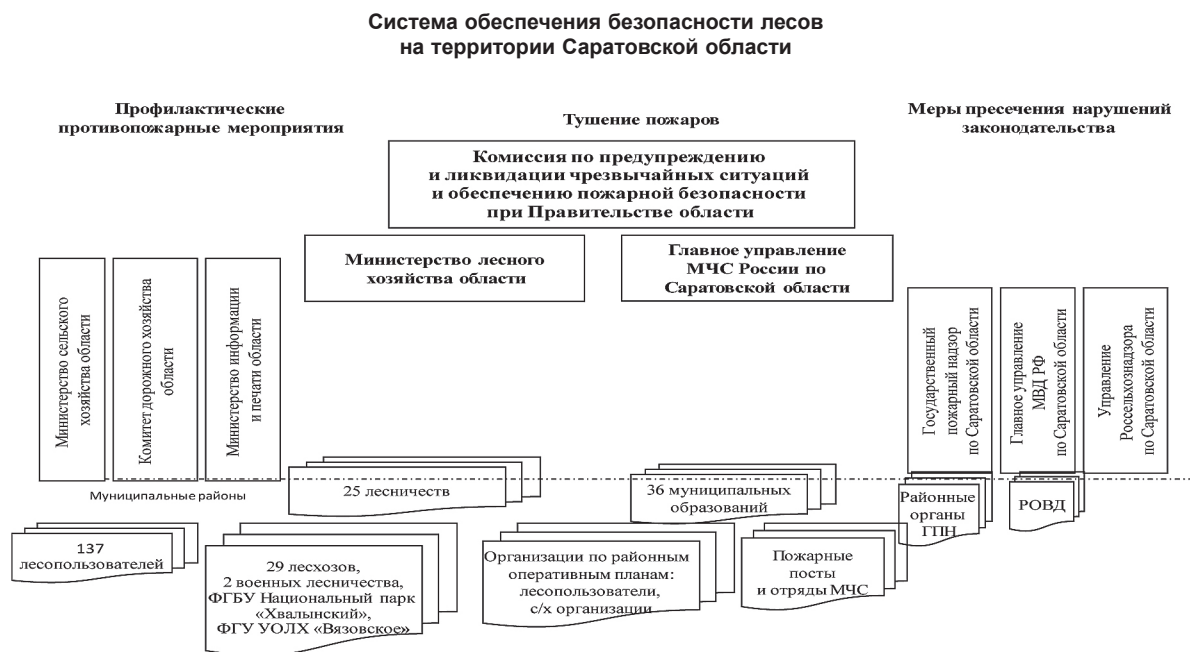 Система обеспечения безопасности лесов
на территории Саратовской области
Профилактические
противопожарные мероприятия
Тушение пожаров
Меры пресечения нарушений
законодательства
Комиссия по предупреждению
и ликвидации чрезвычайных ситуаций
и обеспечению пожарной безопасности
при Правительстве области
Министерство лесного
хозяйства области
Главное управление
МЧС России по
Саратовской области
Министерство сельского
хозяйства области
Комитет дорожного хозяйства
области
Министерство информации
и печати области
Государственный
пожарный надзор
по Саратовской области
Главное управление
МВД РФ
по Саратовской области
Управление
Россельхознадзора
по Саратовской области
Муниципальные районы
25 лесничеств
36 муниципальных
образований
Районные
органы
ГПН
РОВД
137
лесопользователей
29 лесхозов,
2 военных лесничества,
ФГБУ Национальный парк
«Хвалынский»,
ФГУ УОЛХ «Вязовское»
Организации по районным
оперативным планам:
лесопользователи,
с/х организации
Пожарные
посты
и отряды МЧС